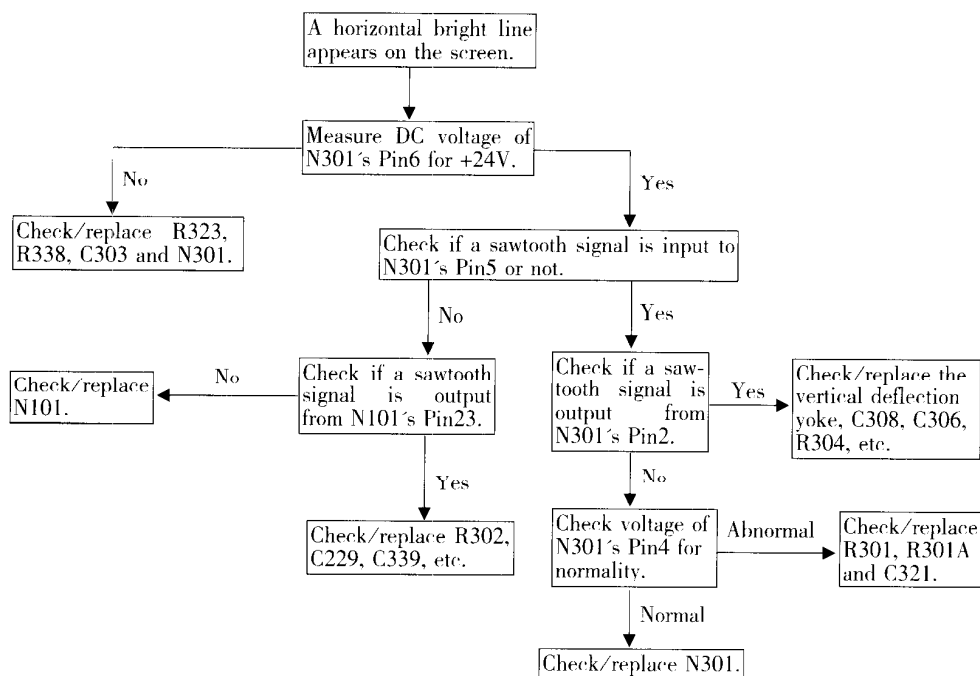 A horizontal bright line
appears on the screen.
Measure DC voltage of
N301´s Pin6 for +24V.
No
Yes
Check/replace R323,
R338, C303 and N301.
Check if a sawtooth signal is input to
N301´s Pin5 or not.
No
Yes
Check/replace
N101.
No
Check if a sawtooth
signal is output
from N101´s Pin23.
Check if a saw-
tooth signal is
output from
N301´s Pin2.
Yes
Check/replace the
vertical deflection
yoke, C308, C306,
R304, etc.
Yes
No
Check/replace R302,
C229, C339, etc.
Check voltage of
N301´s Pin4 for
normality.
Abnormal
Check/replace
R301, R301A
and C321.
Normal
Check/replace N301.